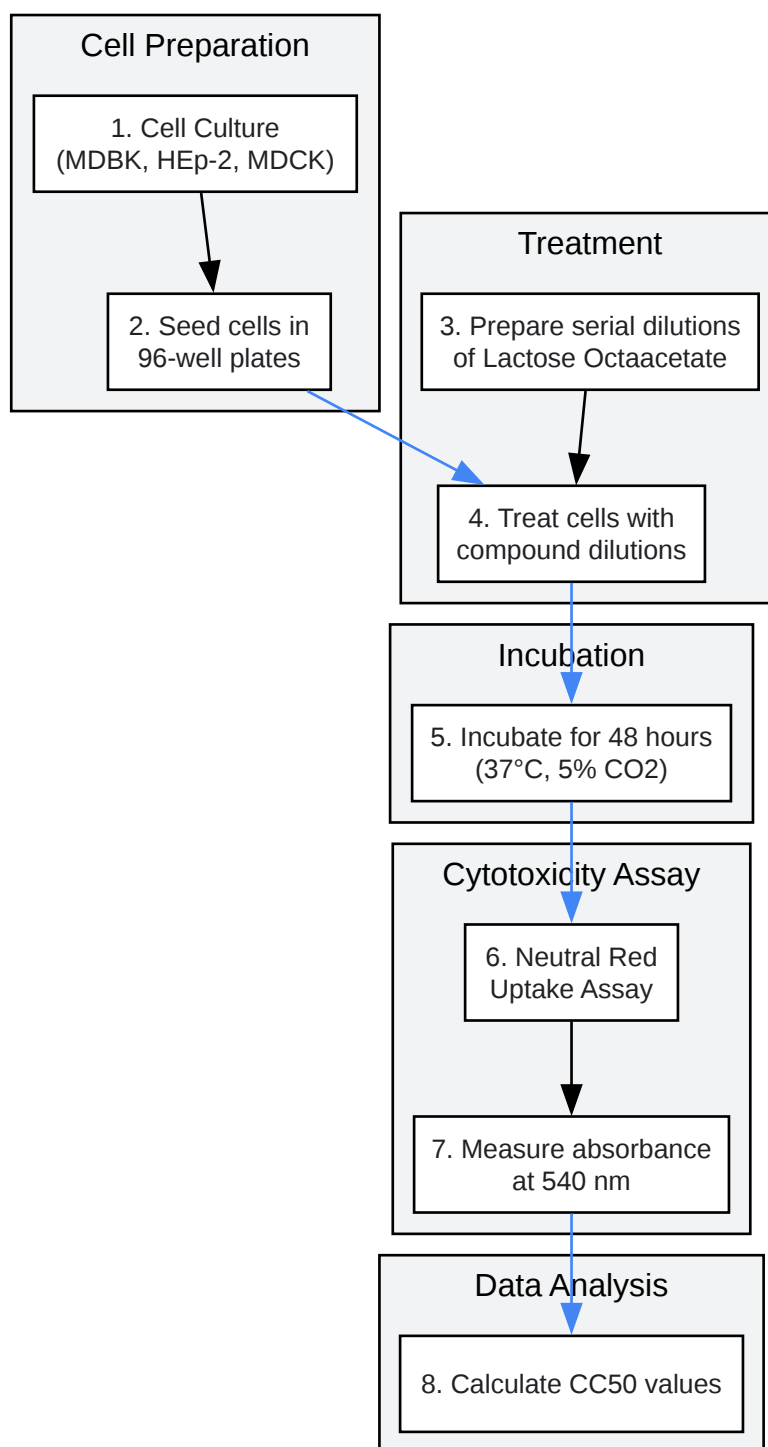 Cell Preparation
1. Cell Culture
(MDBK, HEp-2, MDCK)
2. Seed cells in
96-well plates
Treatment
3. Prepare serial dilutions
of Lactose Octaacetate
4. Treat cells with
compound dilutions
Incubation
5. Incubate for 48 hours
(37°C, 5% CO2)
Cytotoxicity Assay
6. Neutral Red
Uptake Assay
7. Measure absorbance
at 540 nm
Data Analysis
8. Calculate CC50 values